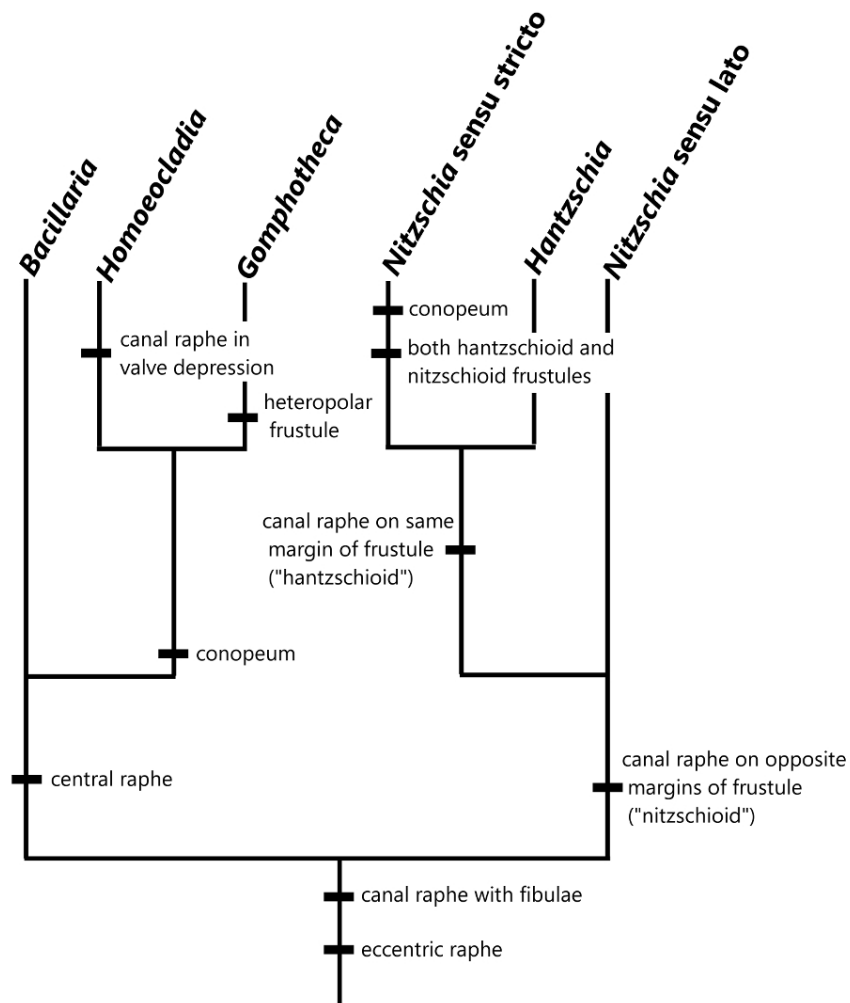 Bacillaria
Homoeocladia
Gomphotheca
Nitzschia sensu stricto
Hantzschia
Nitzschia sensu lato
conopeum
canal raphe in
valve depression
both hantzschioid and
nitzschioid frustules
heteropolar
frustule
canal raphe on same
margin of frustule
("hantzschioid")
conopeum
central raphe
canal raphe on opposite
margins of frustule
("nitzschioid")
canal raphe with fibulae
eccentric raphe